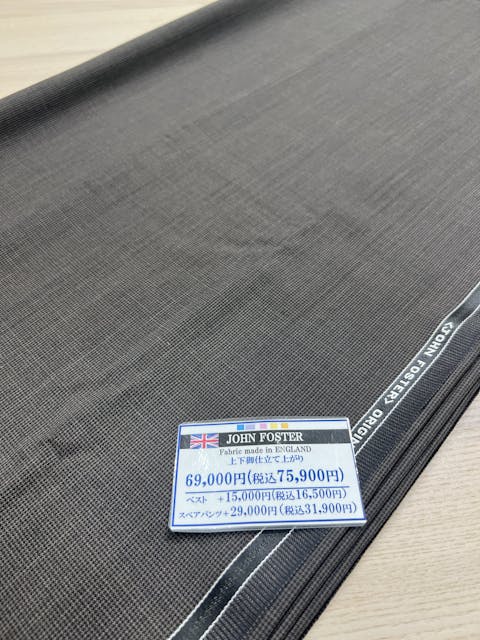 《JOHN FOSTER》 ORIGIN
JOHN FOSTER
Fabric made in ENGLAND
上下御仕立て上がり
69,000円(税込75,900円)
ベスト +15,000円(税込16,500円)
スペアパンツ+29,000円(税込31,900円)